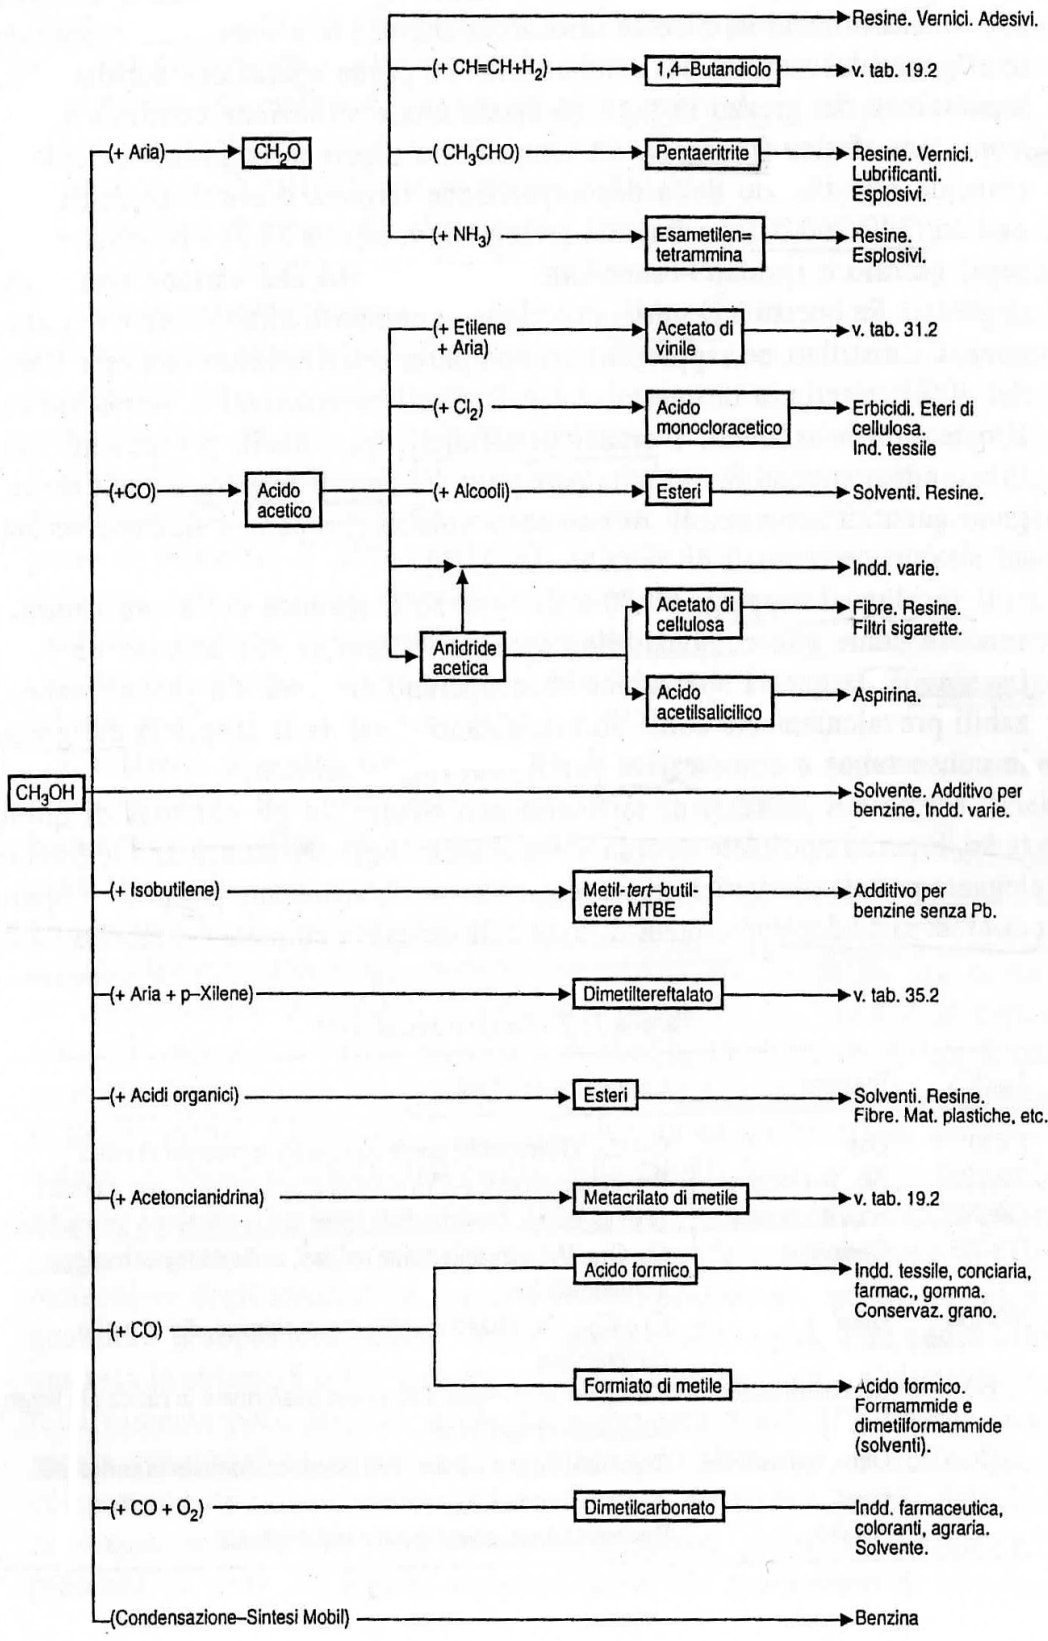 Resine. Vernici. Adesivi.
(+ CH≡CH+H₂)
1,4–Butandiolo
v. tab. 19.2
(+ Aria)
CH₂O
( CH₃CHO)
Pentaeritrite
Resine. Vernici.
Lubrificanti.
Esplosivi.
(+ NH₃)
Esametilen=
tetrammina
Resine.
Esplosivi.
(+ Etilene
+ Aria)
Acetato di
vinile
v. tab. 31.2
(+ Cl₂)
Acido
monocloracetico
Erbicidi. Eteri di
cellulosa.
Ind. tessile
(+CO)
Acido
acetico
(+ Alcooli)
Esteri
Solventi. Resine.
Indd. varie.
Anidride
acetica
Acetato di
cellulosa
Fibre. Resine.
Filtri sigarette.
Acido
acetilsalicilico
Aspirina.
CH₃OH
Solvente. Additivo per
benzine. Indd. varie.
(+ Isobutilene)
Metil-tert–butil-
etere MTBE
Additivo per
benzine senza Pb.
(+ Aria + p–Xilene)
Dimetiltereftalato
v. tab. 35.2
(+ Acidi organici)
Esteri
Solventi. Resine.
Fibre. Mat. plastiche, etc.
(+ Acetoncianidrina)
Metacrilato di metile
v. tab. 19.2
(+ CO)
Acido formico
Indd. tessile, conciaria,
farmac., gomma.
Conservaz. grano.
Formiato di metile
Acido formico.
Formammide e
dimetilformammide
(solventi).
(+ CO + O₂)
Dimetilcarbonato
Indd. farmaceutica,
coloranti, agraria.
Solvente.
(Condensazione–Sintesi Mobil)
Benzina